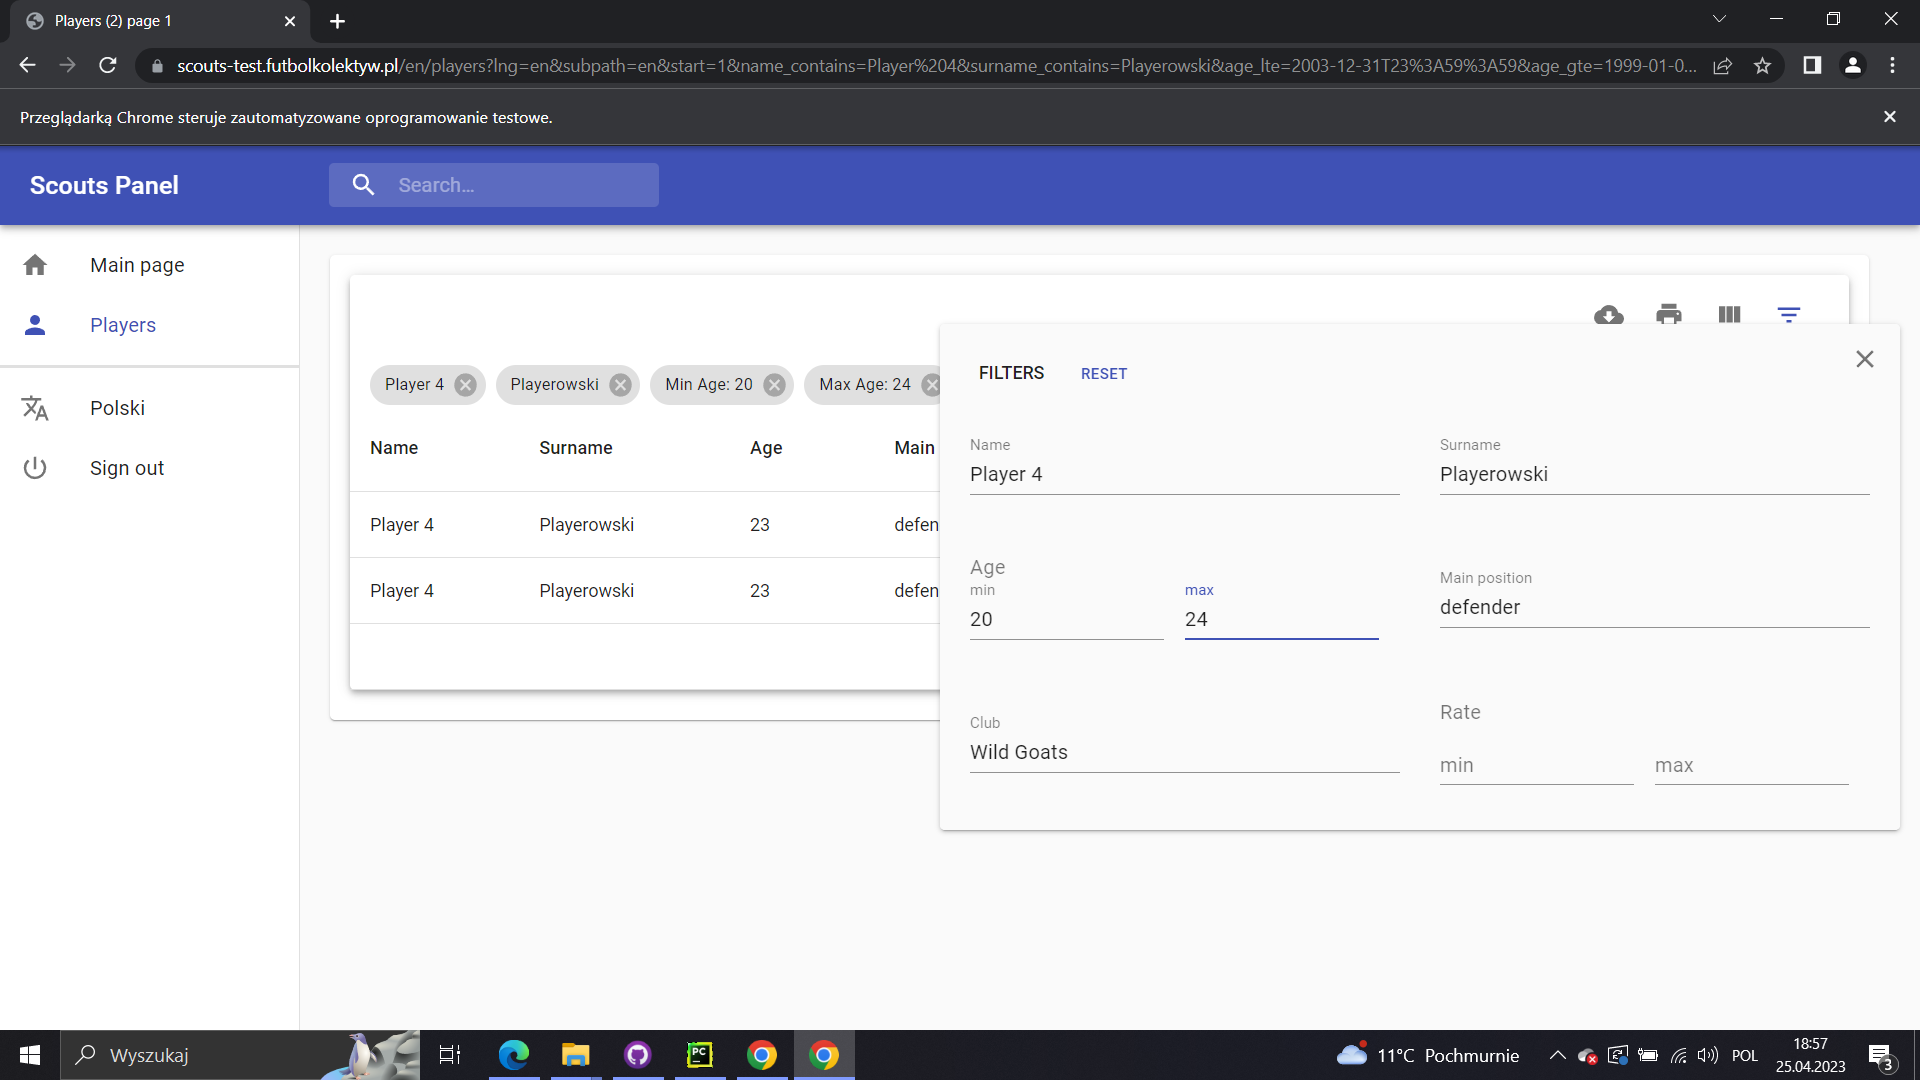 Players (2) page 1
scouts-test.futbolkolektyw.pl/en/players?lng=en&subpath=en&start=1&name_contains=Player%204&surname_contains=Playerowski&age_lte=2003-12-31T23%3A59%3A59&age_gte=1999-01-0...
Przeglądarką Chrome steruje zautomatyzowane oprogramowanie testowe.
Scouts Panel
Search...
Main page
Players
Polski
Sign out
Player 4
Playerowski
Min Age: 20
Max Age: 24
Name Surname Age Main
Player 4 Playerowski 23 defen
Player 4 Playerowski 23 defen
FILTERS RESET
Name
Player 4
Surname
Playerowski
Age
min
20
max
24
Main position
defender
Club
Wild Goats
Rate
min
max
Wyszukaj
PC
11°C Pochmurnie
POL
18:57
25.04.2023
3